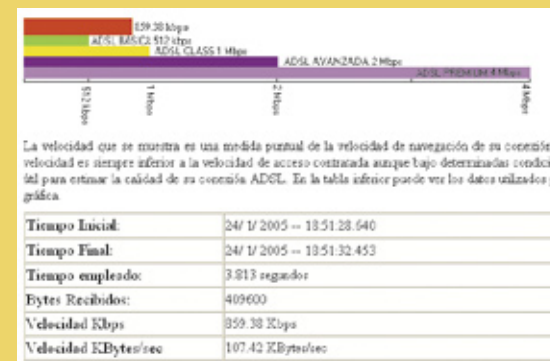 859.38 kbps
ADSL BÁSICA 512 kbps
ADSL CLASS 1 Mbps
ADSL AVANZADA 2 Mbps
ADSL PREMIUM 4 Mbps
512 kbps
1 Mbps
2 Mbps
4 Mbps
La velocidad que se muestra es una medida puntual de la velocidad de navegación de su conexión
velocidad es siempre inferior a la velocidad de acceso contratada aunque bajo determinadas condici
útil para estimar la calidad de su conexión ADSL. En la tabla inferior puede ver los datos utilizados
gráfica
Tiempo Inicial: 24/ 1/ 2005 -- 18:51:28.640
Tiempo Final: 24/ 1/ 2005 -- 18:51:32.453
Tiempo empleado: 3.813 segundos
Bytes Recibidos: 409600
Velocidad Kbps 859.38 Kbps
Velocidad KBytes/sec 107.42 KBytes/sec